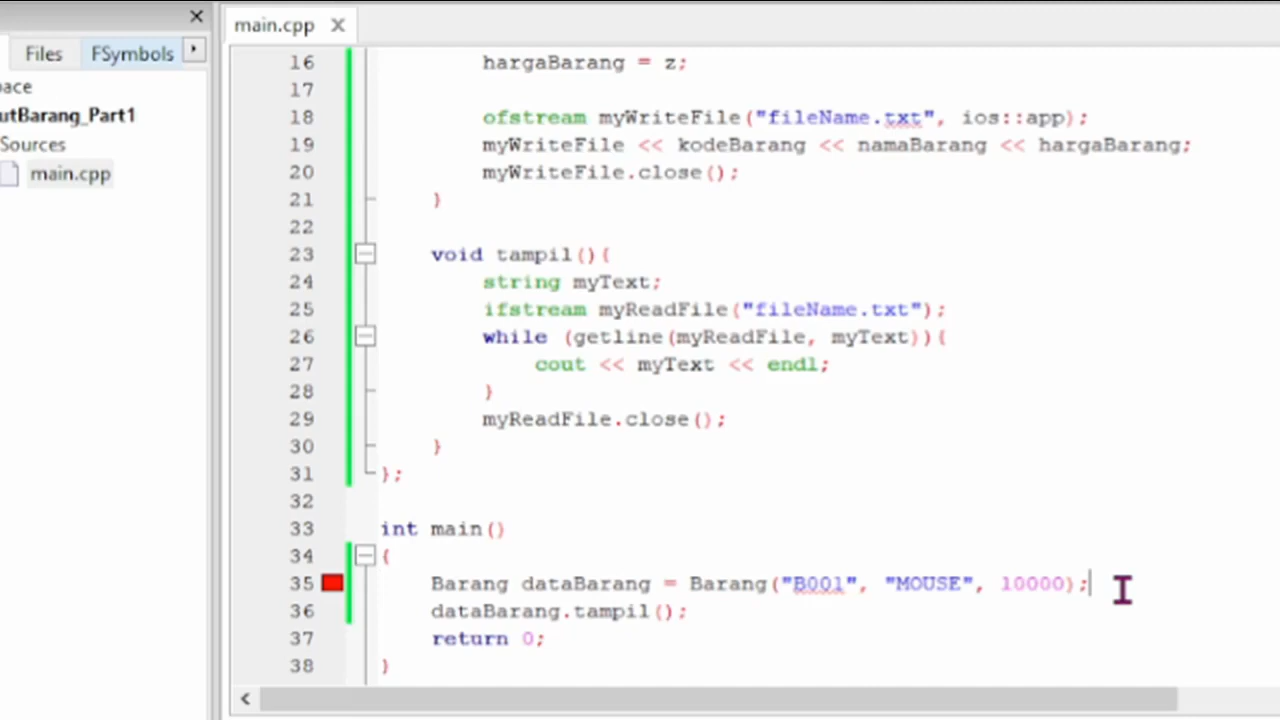 main.cpp
Files FSymbols
pace
utBarang_Part1
Sources
main.cpp
16 hargaBarang = z;
17
18 ofstream myWriteFile("fileName.txt", ios::app);
19 myWriteFile << kodeBarang << namaBarang << hargaBarang;
20 myWriteFile.close();
21 }
22
23 void tampil(){
24 string myText;
25 ifstream myReadFile("fileName.txt");
26 while (getline(myReadFile, myText)){
27 cout << myText << endl;
28 }
29 myReadFile.close();
30 }
31 };
32
33 int main()
34 {
35 Barang dataBarang = Barang("B001", "MOUSE", 10000);
36 dataBarang.tampil();
37 return 0;
38 }